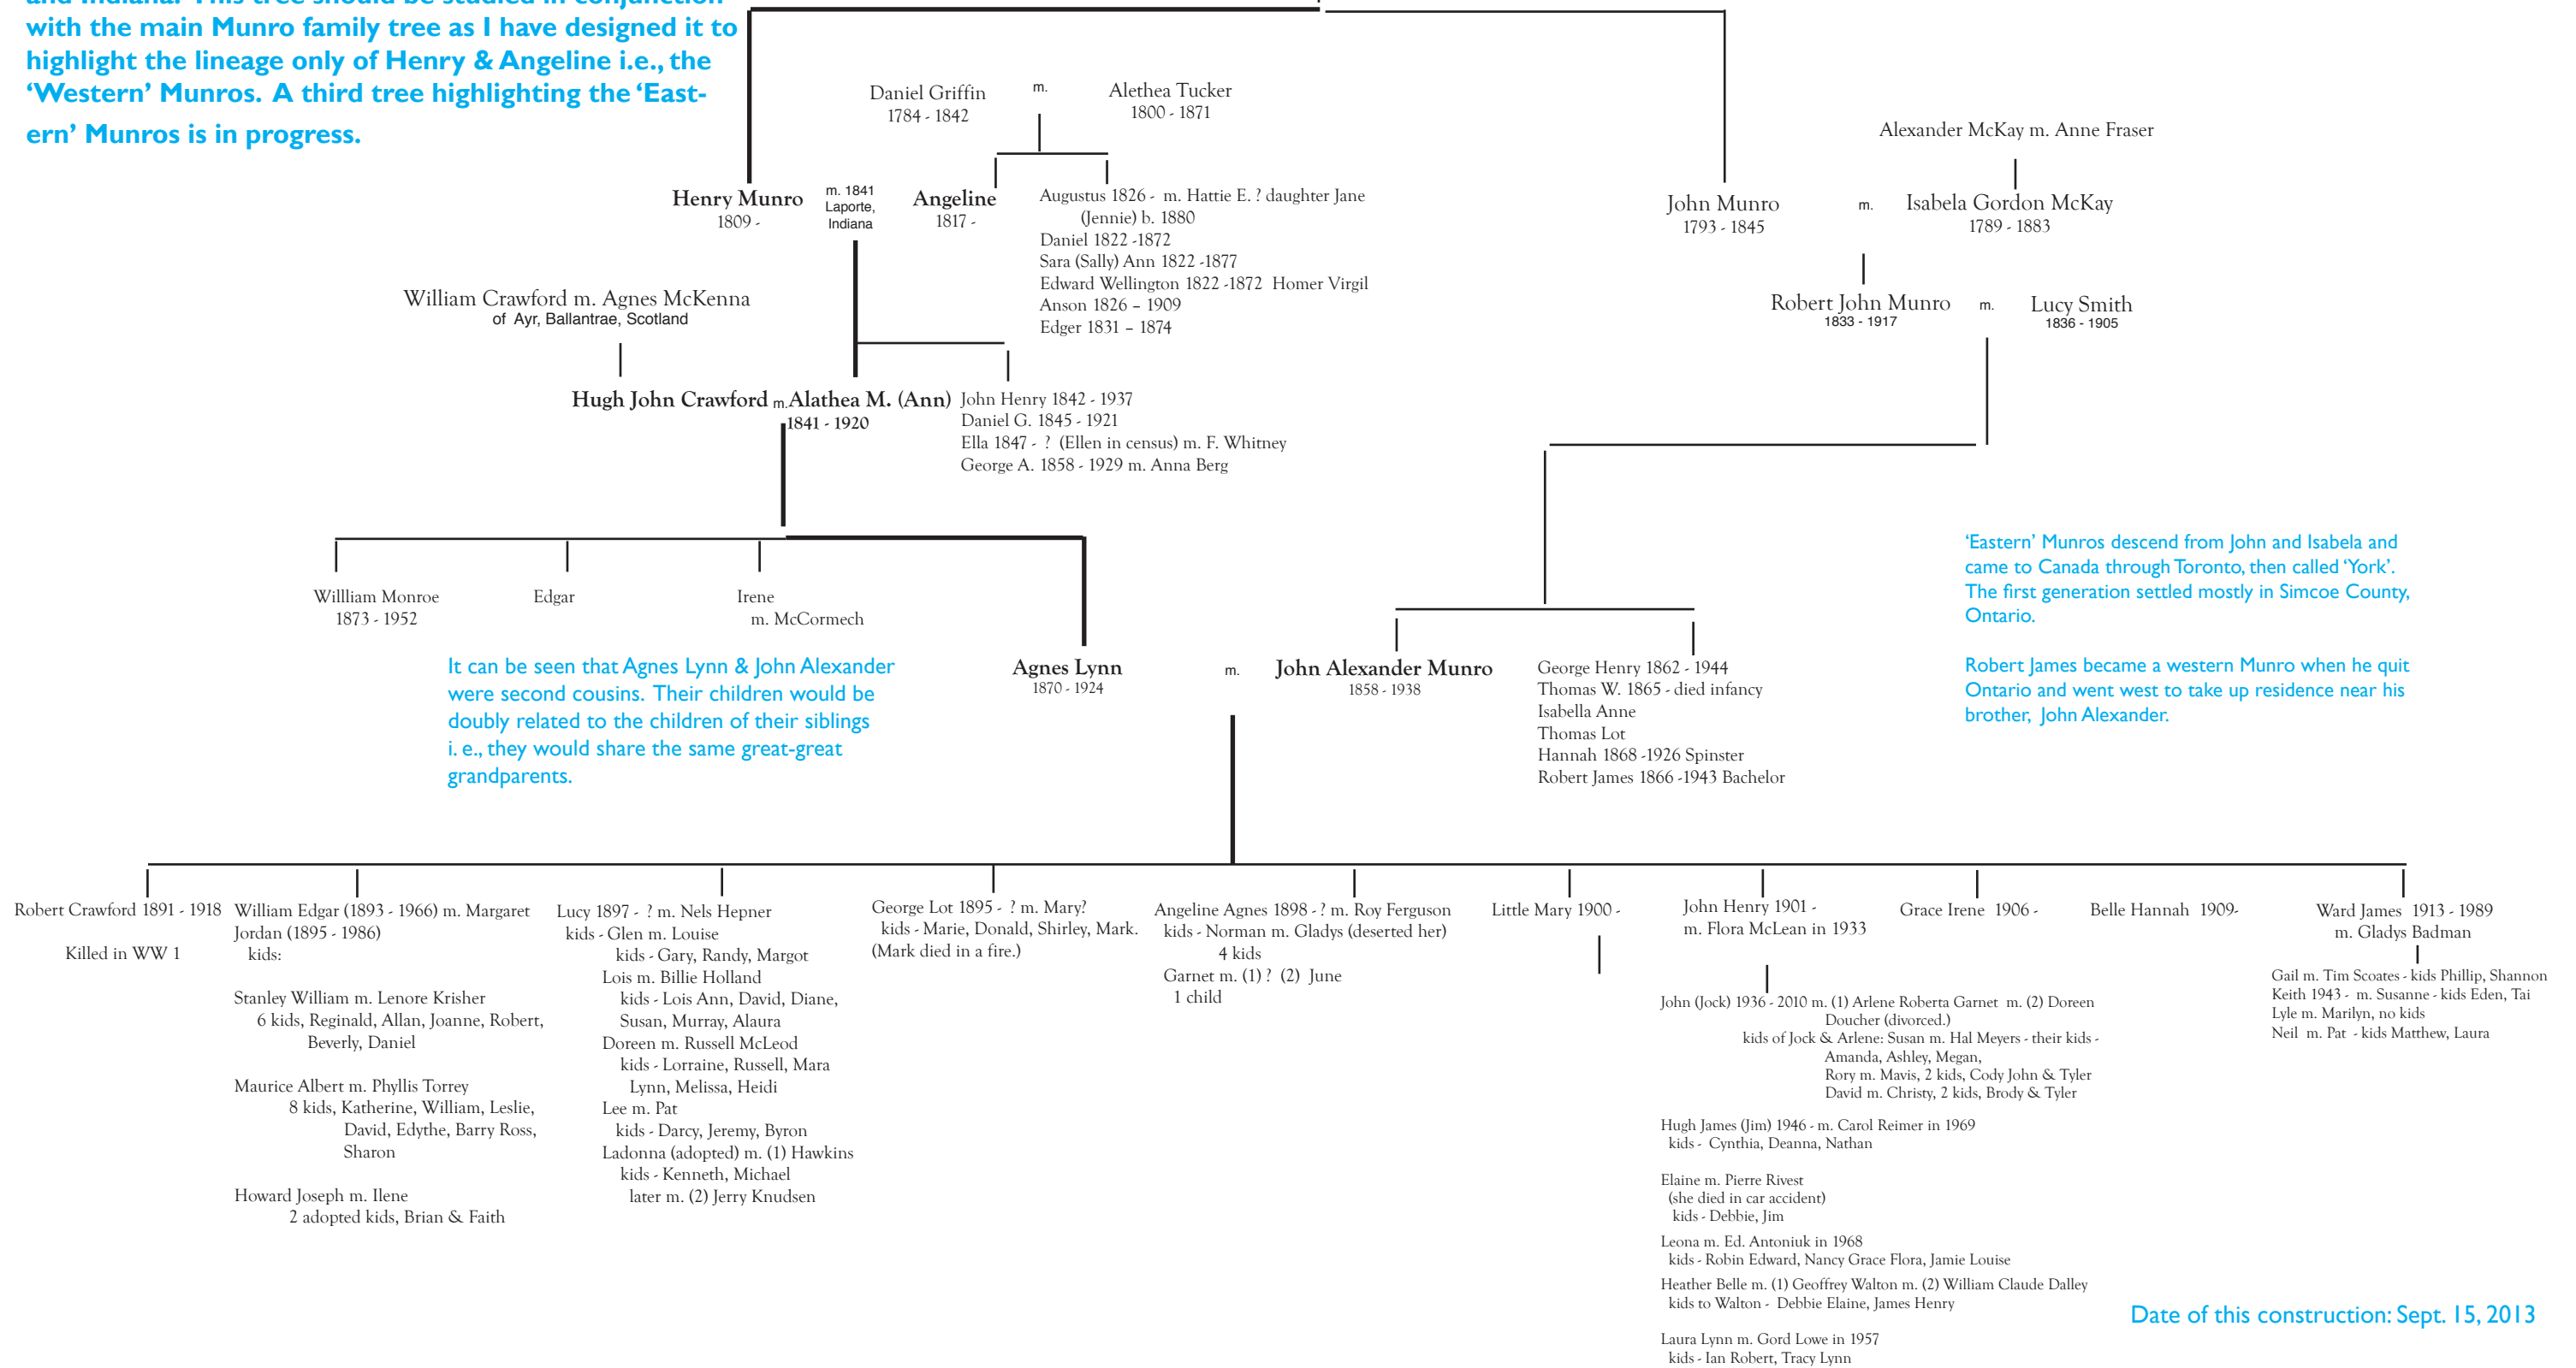 and Indiana. This tree should be studied in conjunction
with the main Munro family tree as I have designed it to
highlight the lineage only of Henry & Angeline i.e., the
‘Western’ Munros. A third tree highlighting the ‘East-
ern’ Munros is in progress.
Daniel Griffin m. Alethea Tucker
1784 - 1842 1800 - 1871
Alexander McKay m. Anne Fraser
Henry Munro
1809 -
m. 1841
Laporte,
Indiana
Angeline
1817 -
Augustus 1826 - m. Hattie E. ? daughter Jane
(Jennie) b. 1880
Daniel 1822 -1872
Sara (Sally) Ann 1822 -1877
Edward Wellington 1822 -1872 Homer Virgil
Anson 1826 – 1909
Edger 1831 – 1874
John Munro m. Isabela Gordon McKay
1793 - 1845 1789 - 1883
William Crawford m. Agnes McKenna
of Ayr, Ballantrae, Scotland
Robert John Munro m. Lucy Smith
1833 - 1917 1836 - 1905
Hugh John Crawford m. Alathea M. (Ann)
1841 - 1920
John Henry 1842 - 1937
Daniel G. 1845 - 1921
Ella 1847 - ? (Ellen in census) m. F. Whitney
George A. 1858 - 1929 m. Anna Berg
Willliam Monroe
1873 - 1952
Edgar
Irene
m. McCormech
‘Eastern’ Munros descend from John and Isabela and
came to Canada through Toronto, then called ‘York’.
The first generation settled mostly in Simcoe County,
Ontario.
Robert James became a western Munro when he quit
Ontario and went west to take up residence near his
brother, John Alexander.
It can be seen that Agnes Lynn & John Alexander
were second cousins. Their children would be
doubly related to the children of their siblings
i. e., they would share the same great-great
grandparents.
Agnes Lynn m. John Alexander Munro
1870 - 1924 1858 - 1938
George Henry 1862 - 1944
Thomas W. 1865 - died infancy
Isabella Anne
Thomas Lot
Hannah 1868 -1926 Spinster
Robert James 1866 -1943 Bachelor
Robert Crawford 1891 - 1918
Killed in WW 1
William Edgar (1893 - 1966) m. Margaret
Jordan (1895 - 1986)
kids:
Stanley William m. Lenore Krisher
6 kids, Reginald, Allan, Joanne, Robert,
Beverly, Daniel
Maurice Albert m. Phyllis Torrey
8 kids, Katherine, William, Leslie,
David, Edythe, Barry Ross,
Sharon
Howard Joseph m. Ilene
2 adopted kids, Brian & Faith
Lucy 1897 - ? m. Nels Hepner
kids - Glen m. Louise
kids - Gary, Randy, Margot
Lois m. Billie Holland
kids - Lois Ann, David, Diane,
Susan, Murray, Alaura
Doreen m. Russell McLeod
kids - Lorraine, Russell, Mara
Lynn, Melissa, Heidi
Lee m. Pat
kids - Darcy, Jeremy, Byron
Ladonna (adopted) m. (1) Hawkins
kids - Kenneth, Michael
later m. (2) Jerry Knudsen
George Lot 1895 - ? m. Mary?
kids - Marie, Donald, Shirley, Mark.
(Mark died in a fire.)
Angeline Agnes 1898 - ? m. Roy Ferguson
kids - Norman m. Gladys (deserted her)
4 kids
Garnet m. (1) ? (2) June
1 child
Little Mary 1900 -
John Henry 1901 -
m. Flora McLean in 1933
John (Jock) 1936 - 2010 m. (1) Arlene Roberta Garnet m. (2) Doreen
Doucher (divorced.)
kids of Jock & Arlene: Susan m. Hal Meyers - their kids -
Amanda, Ashley, Megan,
Rory m. Mavis, 2 kids, Cody John & Tyler
David m. Christy, 2 kids, Brody & Tyler
Hugh James (Jim) 1946 - m. Carol Reimer in 1969
kids - Cynthia, Deanna, Nathan
Elaine m. Pierre Rivest
(she died in car accident)
kids - Debbie, Jim
Leona m. Ed. Antoniuk in 1968
kids - Robin Edward, Nancy Grace Flora, Jamie Louise
Heather Belle m. (1) Geoffrey Walton m. (2) William Claude Dalley
kids to Walton - Debbie Elaine, James Henry
Laura Lynn m. Gord Lowe in 1957
kids - Ian Robert, Tracy Lynn
Grace Irene 1906 -
Belle Hannah 1909-
Ward James 1913 - 1989
m. Gladys Badman
Gail m. Tim Scoates - kids Phillip, Shannon
Keith 1943 - m. Susanne - kids Eden, Tai
Lyle m. Marilyn, no kids
Neil m. Pat - kids Matthew, Laura
Date of this construction: Sept. 15, 2013